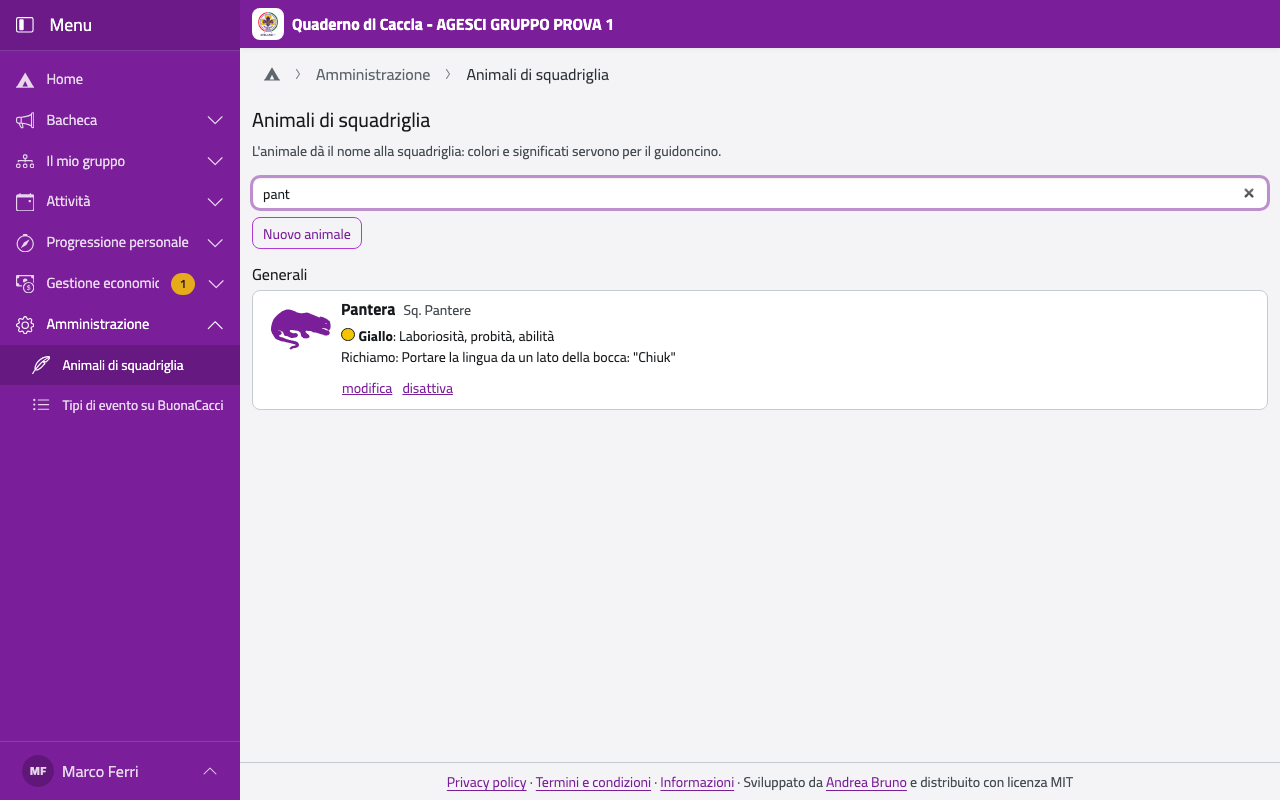 Menu
Quaderno di Caccia - AGESCI GRUPPO PROVA 1
Home
Bacheca
Il mio gruppo
Attività
Progressione personale
Gestione economic
1
Amministrazione
Animali di squadriglia
Tipi di evento su BuonaCacci
MF
Marco Ferri
Amministrazione
Animali di squadriglia
Animali di squadriglia
L'animale dà il nome alla squadriglia: colori e significati servono per il guidoncino.
pant
Nuovo animale
Generali
Pantera Sq. Pantere
Giallo: Laboriosità, probità, abilità
Richiamo: Portare la lingua da un lato della bocca: "Chiuk"
modifica disattiva
Privacy policy · Termini e condizioni · Informazioni · Sviluppato da Andrea Bruno e distribuito con licenza MIT